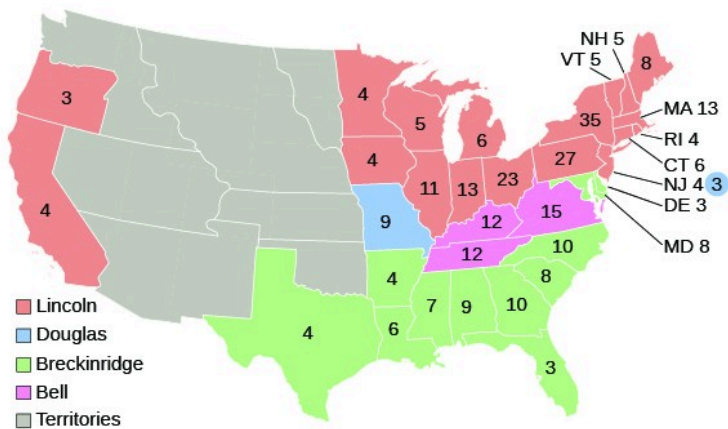 NH 5
VT 5
8
3
4
5
6
35
MA 13
RI 4
CT 6
NJ 4 3
DE 3
MD 8
4
4
11
13
23
27
9
12
15
12
10
4
8
7
9
10
6
4
3
Lincoln
Douglas
Breckinridge
Bell
Territories